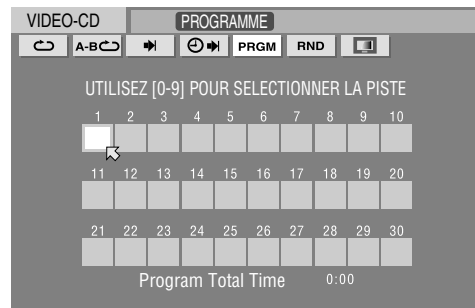 VIDEO-CD PROGRAMME
A-B PRGM RND
UTILISEZ [0-9] POUR SELECTIONNER LA PISTE
1 2 3 4 5 6 7 8 9 10
11 12 13 14 15 16 17 18 19 20
21 22 23 24 25 26 27 28 29 30
Program Total Time 0:00